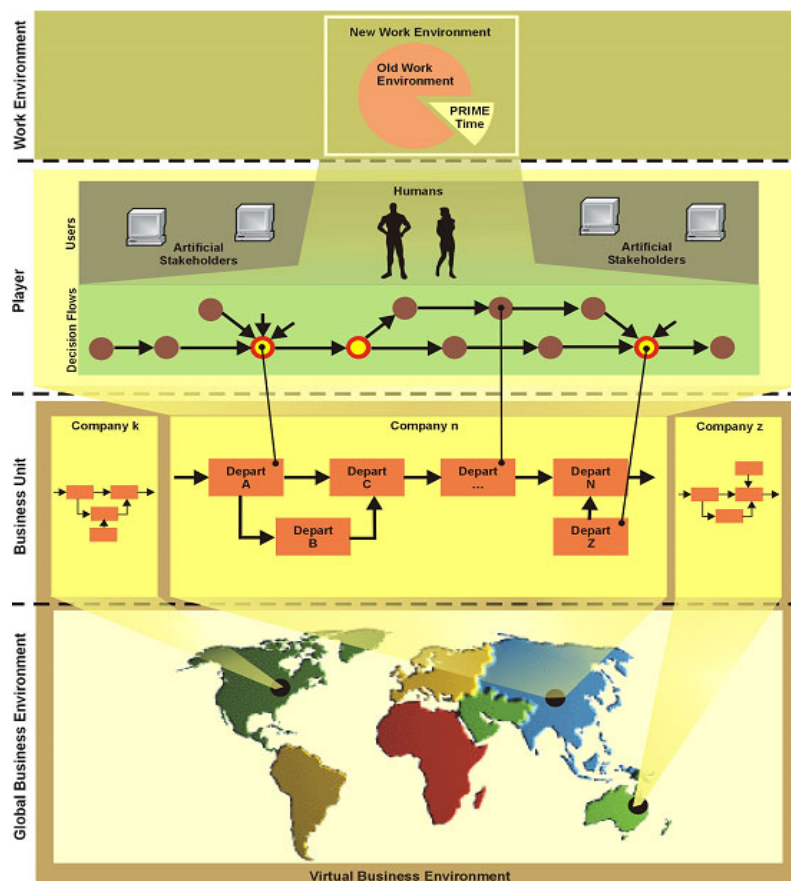 Work Environment
New Work Environment
Old Work
Environment
PRIME
Time
Player
Users
Humans
Artificial
Stakeholders
Artificial
Stakeholders
Decision Flows
Business Unit
Company k
Company n
Company z
Depart
A
Depart
C
Depart
...
Depart
N
Depart
B
Depart
Z
Global Business Environment
Virtual Business Environment